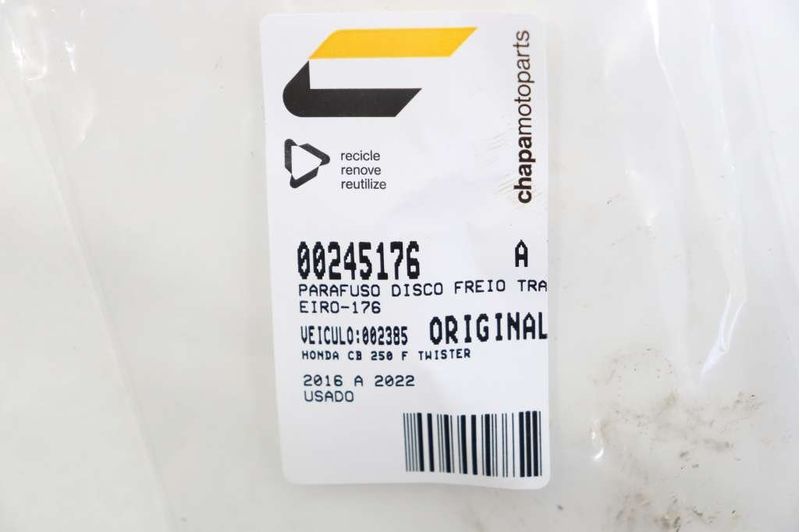 chapamotoparts
recicle
renove
reutilize
00245176 A
PARAFUSO DISCO FREIO TRA
EIRO-176
VEICULO:002385 ORIGINAL
HONDA CB 250 F TWISTER
2016 A 2022
USADO